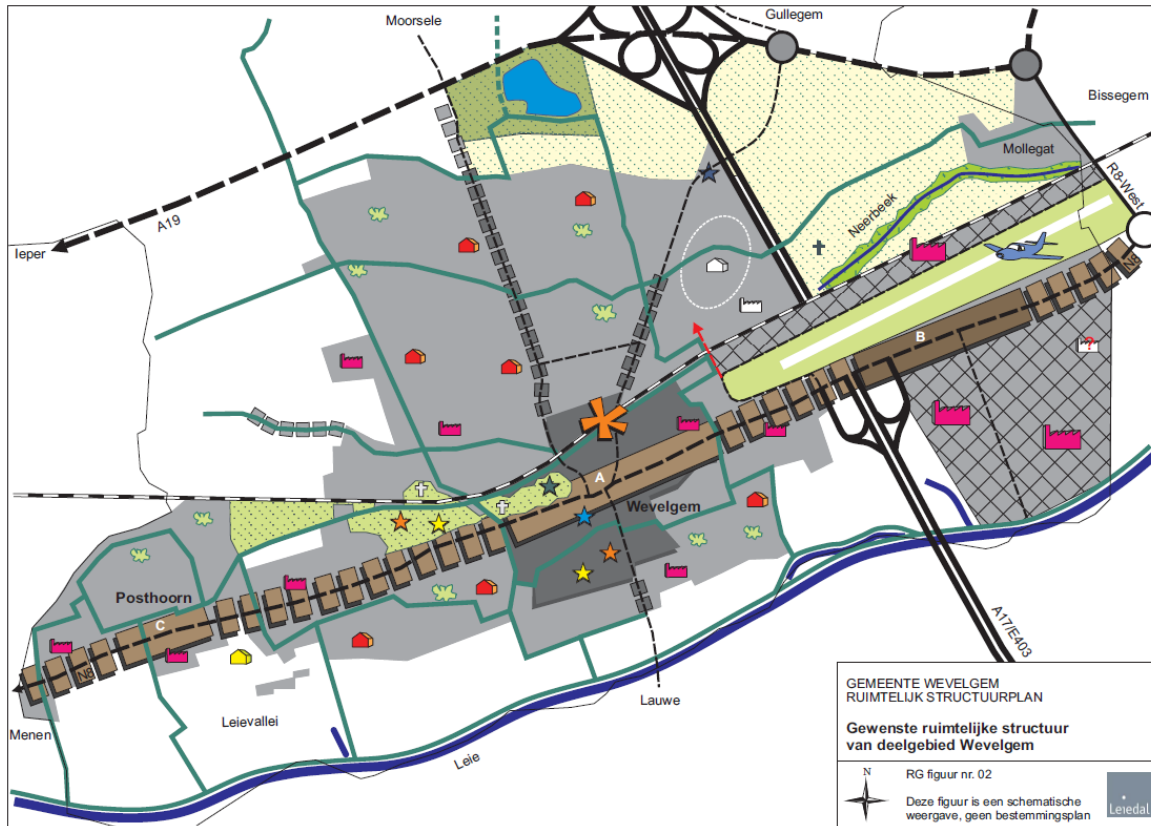 Moorsele
Gullegem
Bissegem
Mollegat
R8-West
Neerbeek
A19
Ieper
N8
B
A
Wevelgem
Posthoorn
C
N8
A17/E403
Menen
Leievallei
Lauwe
Leie
?
GEMEENTE WEVELGEM
RUIMTELIJK STRUCTUURPLAN
Gewenste ruimtelijke structuur
van deelgebied Wevelgem
N
RG figuur nr. 02
Deze figuur is een schematische
weergave, geen bestemmingsplan
Leiedal